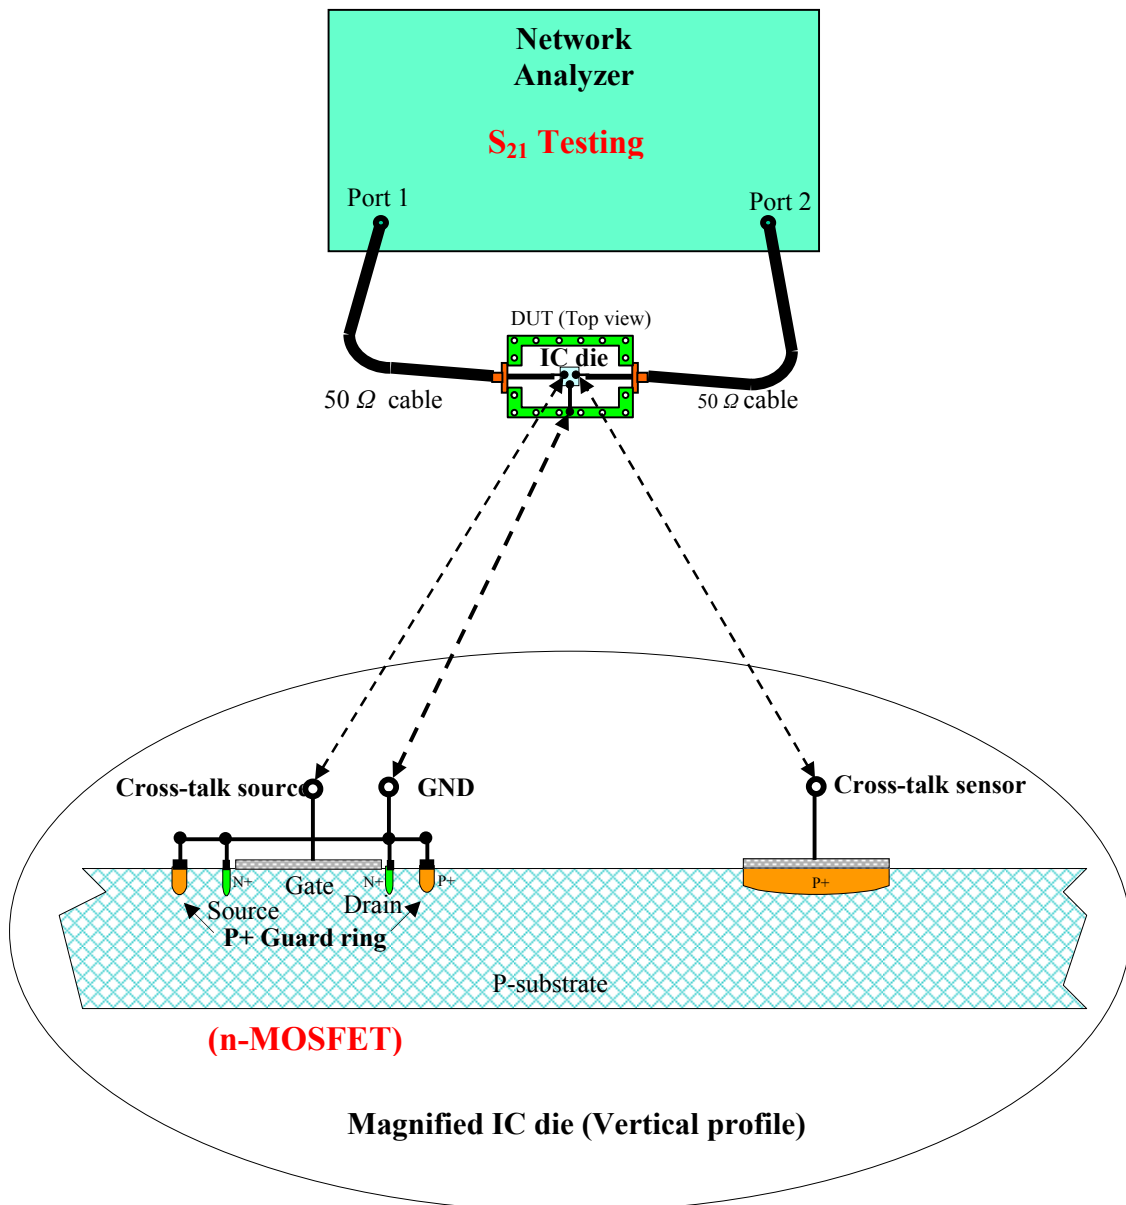 Network
Analyzer
S21 Testing
Port 1
Port 2
DUT (Top view)
IC die
50 Ω cable
50 Ω cable
Cross-talk source
GND
Cross-talk sensor
N+
Gate
N+
P+
P+
Source
Drain
P+ Guard ring
P-substrate
(n-MOSFET)
Magnified IC die (Vertical profile)